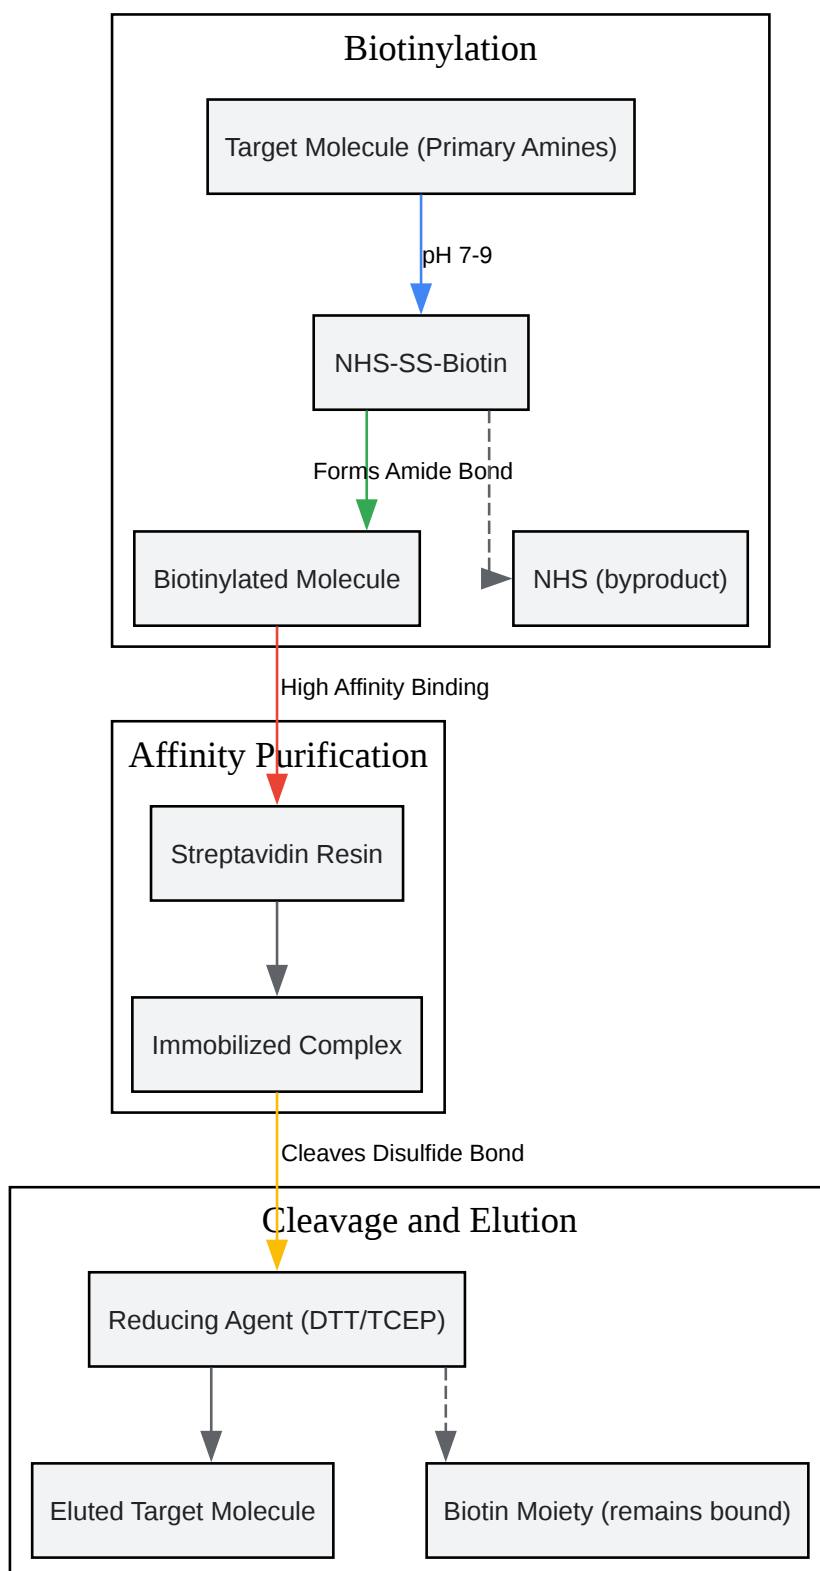 Biotinylation
Target Molecule (Primary Amines)
pH 7-9
NHS-SS-Biotin
Forms Amide Bond
Biotinylated Molecule
NHS (byproduct)
High Affinity Binding
Affinity Purification
Streptavidin Resin
Immobilized Complex
Cleaves Disulfide Bond
Cleavage and Elution
Reducing Agent (DTT/TCEP)
Eluted Target Molecule
Biotin Moiety (remains bound)